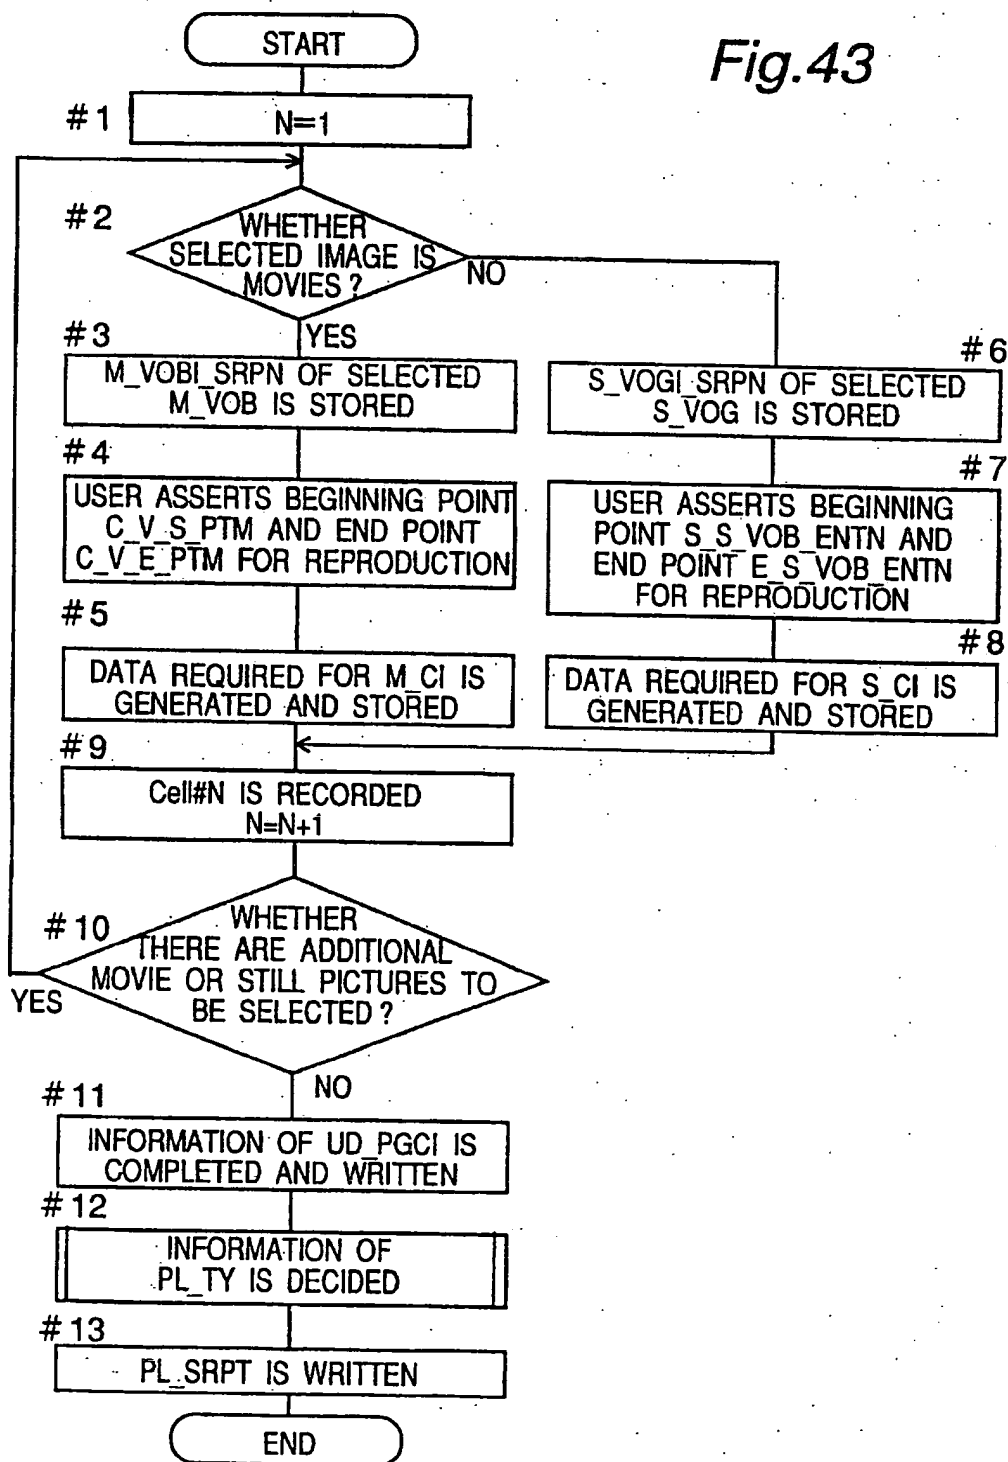 Fig.43
START
#1
N=1
#2
WHETHER
SELECTED IMAGE IS
MOVIES?
NO
YES
#3
M_VOBI_SRPN OF SELECTED
M_VOB IS STORED
#6
S_VOGI_SRPN OF SELECTED
S_VOG IS STORED
#4
USER ASSERTS BEGINNING POINT
C_V_S_PTM AND END POINT
C_V_E_PTM FOR REPRODUCTION
#7
USER ASSERTS BEGINNING
POINT S_S_VOB_ENTN AND
END POINT E_S_VOB_ENTN
FOR REPRODUCTION
#5
DATA REQUIRED FOR M_CI IS
GENERATED AND STORED
#8
DATA REQUIRED FOR S_CI IS
GENERATED AND STORED
#9
Cell#N IS RECORDED
N=N+1
#10
WHETHER
THERE ARE ADDITIONAL
MOVIE OR STILL PICTURES TO
BE SELECTED?
YES
NO
#11
INFORMATION OF UD_PGCI IS
COMPLETED AND WRITTEN
#12
INFORMATION OF
PL_TY IS DECIDED
#13
PL_SRPT IS WRITTEN
END